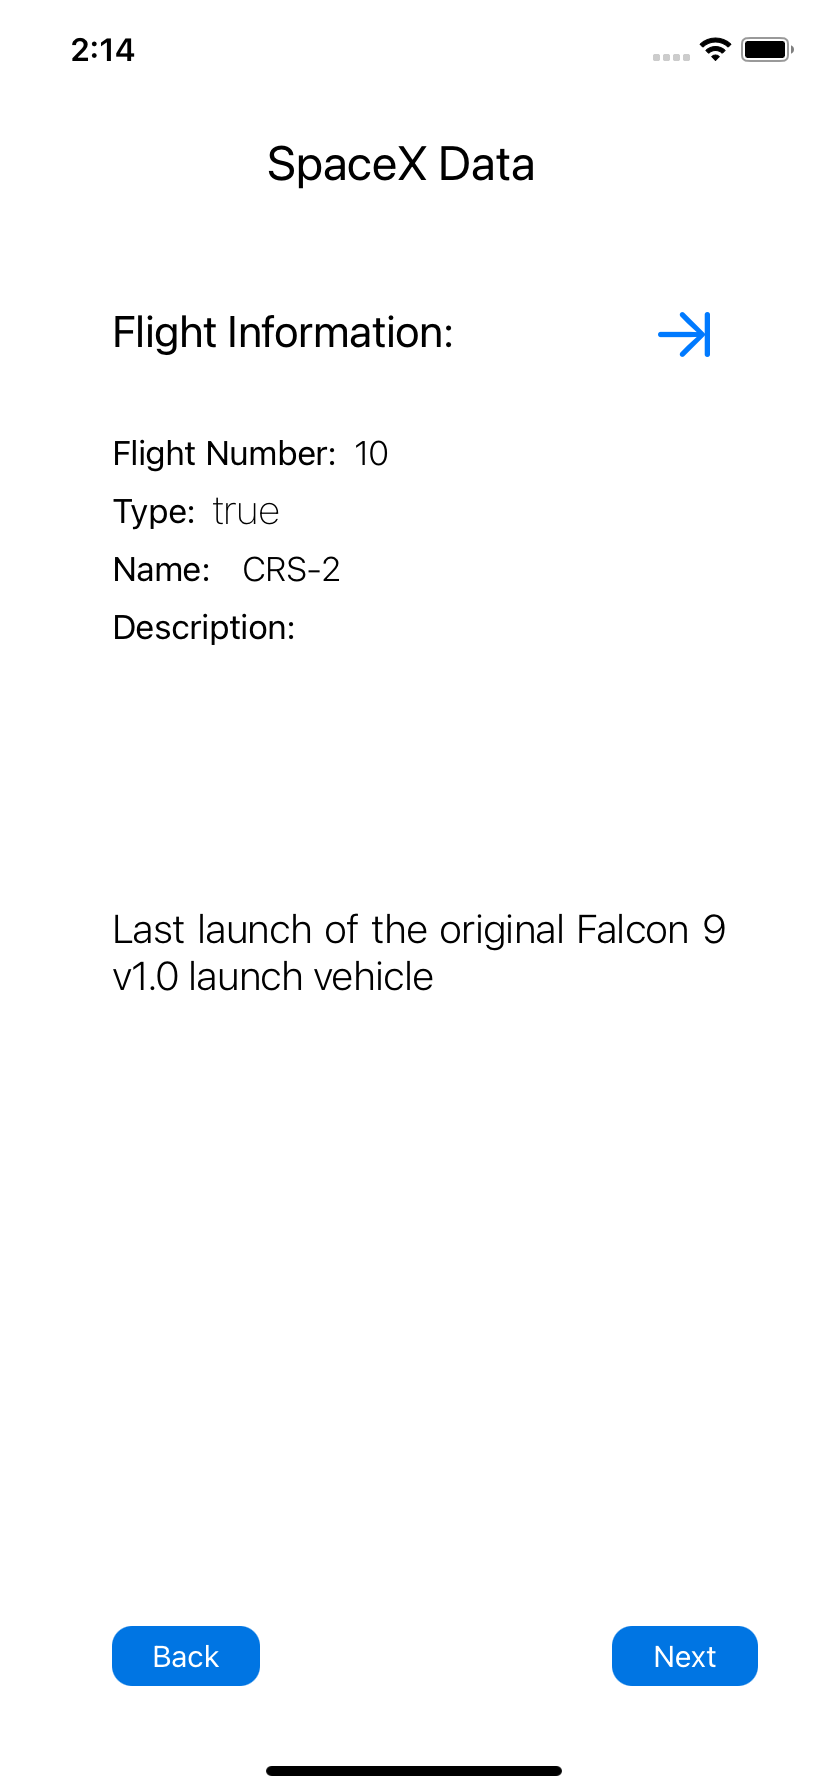 2:14
SpaceX Data
Flight Information:
Flight Number: 10
Type: true
Name: CRS-2
Description:
Last launch of the original Falcon 9
v1.0 launch vehicle
Back Next